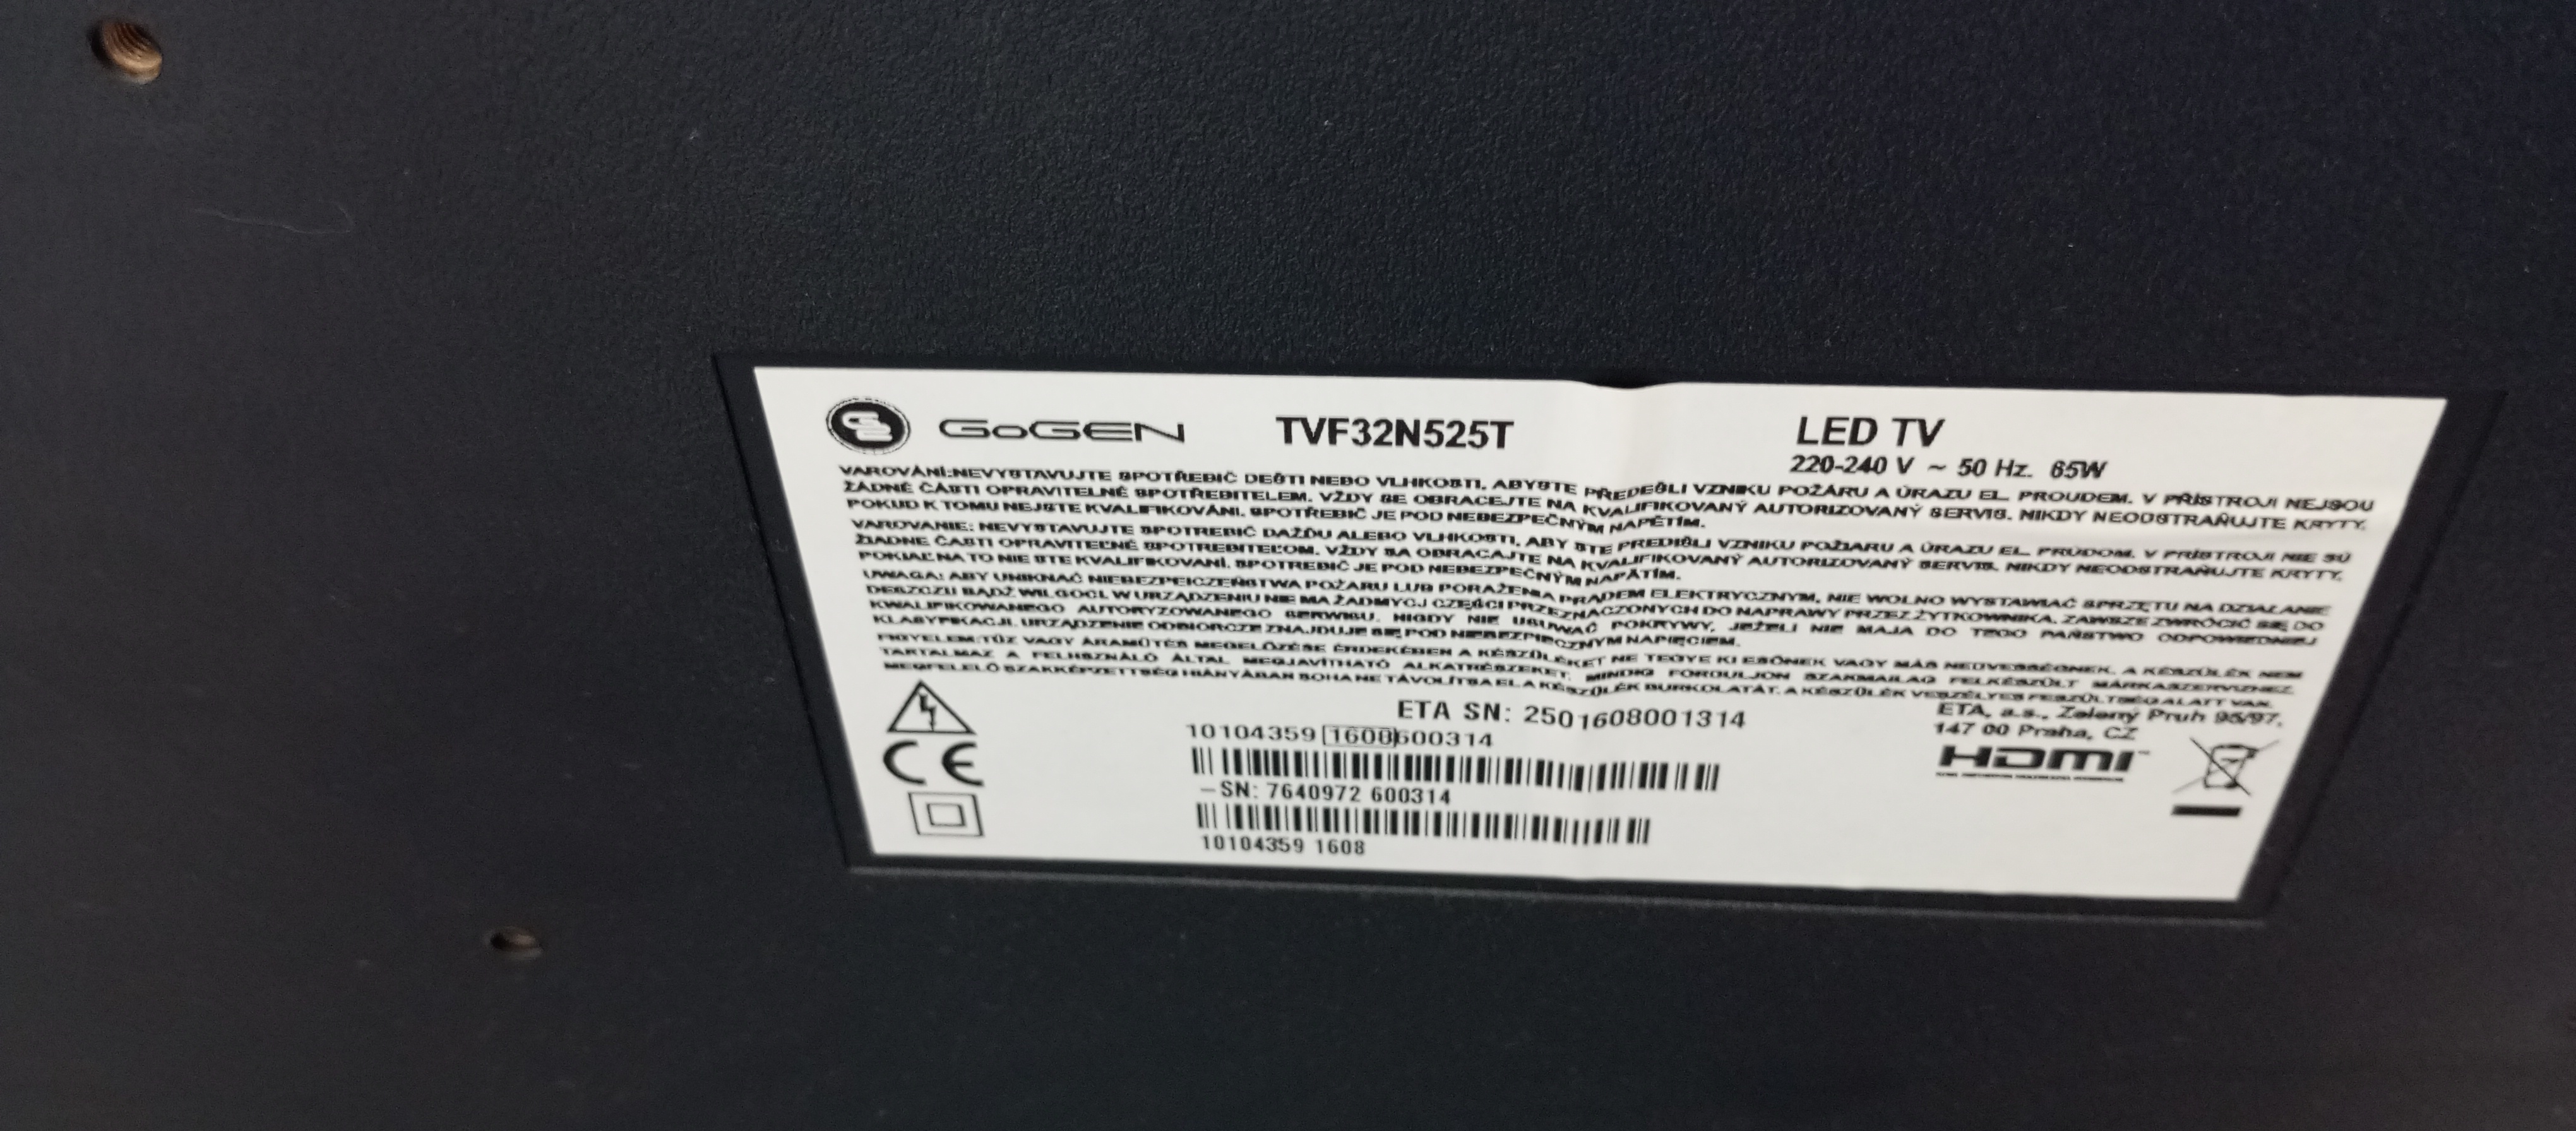 GoGEN TVF32N525T LED TV
220-240 V ~ 50 Hz. 65W
VAROVÁNÍ:NEVYSTAVUJTE SPOTŘEBIČ DEŠTI NEBO VLHKOSTI, ABYSTE PŘEDEŠLI VZNIKU POŽÁRU A ÚRAZU EL. PROUDEM. V PŘÍSTROJI NEJSOU
ŽÁDNÉ ČÁSTI OPRAVITELNÉ SPOTŘEBITELEM. VŽDY SE OBRACEJTE NA KVALIFIKOVANÝ AUTORIZOVANÝ SERVIS. NIKDY NEODSTRAŇUJTE KRYTY,
POKUD K TOMU NEJSTE KVALIFIKOVÁNI. SPOTŘEBIČ JE POD NEBEZPEČNÝM NAPĚTÍM.
VAROVANIE: NEVYSTAVUJTE SPOTREBIČ DAŽĎU ALEBO VLHKOSTI, ABY STE PREDIŠLI VZNIKU POŽIARU A ÚRAZU EL. PRÚDOM. V PRÍSTROJI NIE SÚ
ŽIADNE ČASTI OPRAVITEĽNÉ SPOTREBITEĽOM. VŽDY SA OBRACAJTE NA KVALIFIKOVANÝ AUTORIZOVANÝ SERVIS. NIKDY NEODSTRAŇUJTE KRYTY,
POKIAĽ NA TO NIE STE KVALIFIKOVANÍ. SPOTREBIČ JE POD NEBEZPEČNÝM NAPÄTÍM.
UWAGA: ABY UNIKNAĆ NIEBEZPEICZEŃSTWA POŻARU LUB PORAŻENIA PRĄDEM ELEKTRYCZNYM, NIE WOLNO WYSTAWIAĆ SPRZĘTU NA DZIAŁANIE
DESZCZU BĄDŹ WILGOCI. W URZĄDZENIU NIE MA ŻADMYCJ CZĘŚCI PRZEZNACZONYCH DO NAPRAWY PRZEZ ŻYTKOWNIKA. ZAWSZE ZWRÓCIĆ SIĘ DO
KWALIFIKOWANEGO AUTORYZOWANEGO SERWISU. NIGDY NIE USUWAĆ POKRYWY, JEŻELI NIE MAJA DO TEGO PAŃSTWO ODPOWIEDNIEJ
KLASYFIKACJI. URZĄDZENIE ODBIORCZE ZNAJDUJE SIĘ POD NIEBEZPIECZNYM NAPIĘCIEM.
FIGYELEM:TŰZ VAGY ÁRAMÜTÉS MEGELŐZÉSE ÉRDEKÉBEN A KÉSZÜLÉKET NE TEGYE KI ESŐNEK VAGY MÁS NEDVESSÉGNEK. A KÉSZÜLÉK NEM
TARTALMAZ A FELHSZNÁLÓ ÁLTAL MEGJAVÍTHATÓ ALKATRÉSZEKET, MINDIG FORDULJON SZAKMAILAG FELKÉSZÜLT MÁRKASZERVIZHEZ.
MEGFELELŐ SZAKKÉPZETTSÉG HIÁNYÁBAN SOHA NE TÁVOLÍTSA EL A KÉSZÜLÉK BURKOLATÁT. A KÉSZÜLÉK VESZÉLYES FESZÜLTSÉG ALATT VAN.
ETA SN: 2501608001314
ETA, a.s., Zelený Pruh 95/97,
147 00 Praha, CZ
10104359 1608 600314
HDMI
-SN: 7640972 600314
10104359 1608
CE